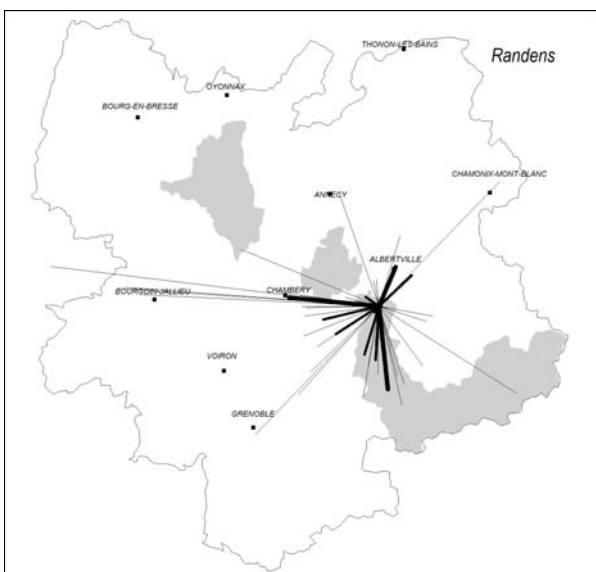 THONON-LES-BAINS
Randens
OYONNAX
BOURG-EN-BRESSE
CHAMONIX-MONT-BLANC
ANNECY
ALBERTVILLE
CHAMBERY
BOURGOIN-JALLIEU
VOIRON
GRENOBLE